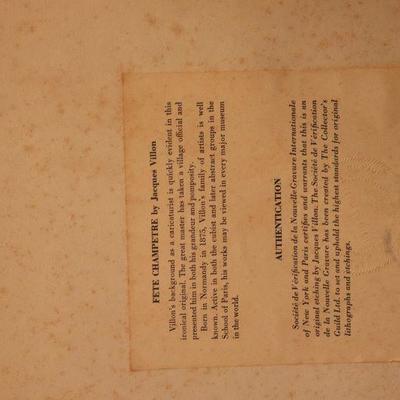 FETE CHAMPETRE by Jacques Villon
Villon's background as a caricaturist is quickly evident in this
ironical original. The great master has taken a village official and
presented him in both his grandeur and pomposity.
Born in Normandy in 1875, Villon's family of artists is well
known. Active in both the cubist and later abstract groups in the
School of Paris, his works may be viewed in every major museum
in the world.
AUTHENTICATION
Société de Vérification de la Nouvelle Gravure Internationale
of New York and Paris certifies and warrants that this is an
original etching by Jacques Villon. The Société de Vérification
de la Nouvelle Gravure has been created by The Collector's
Guild Ltd. to set and uphold the highest standards for original
lithographs and etchings.